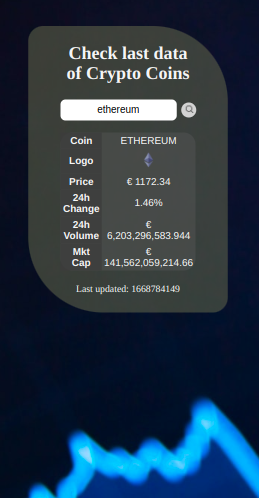 Check last data
of Crypto Coins
ethereum
Coin ETHEREUM
Logo
Price € 1172.34
24h
Change 1.46%
24h
Volume €
6,203,296,583.944
Mkt
Cap €
141,562,059,214.66
Last updated: 1668784149